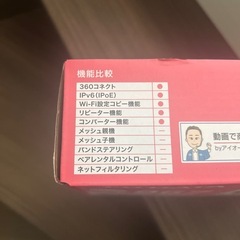 機能比較
360コネクト ●
IPv6(IPoE) ●
Wi-Fi設定コピー機能 ●
リピーター機能 ●
コンバーター機能 ●
メッシュ親機 —
メッシュ子機 —
バンドステアリング —
ペアレンタルコントロール —
ネットフィルタリング —
動画で
byアイオー